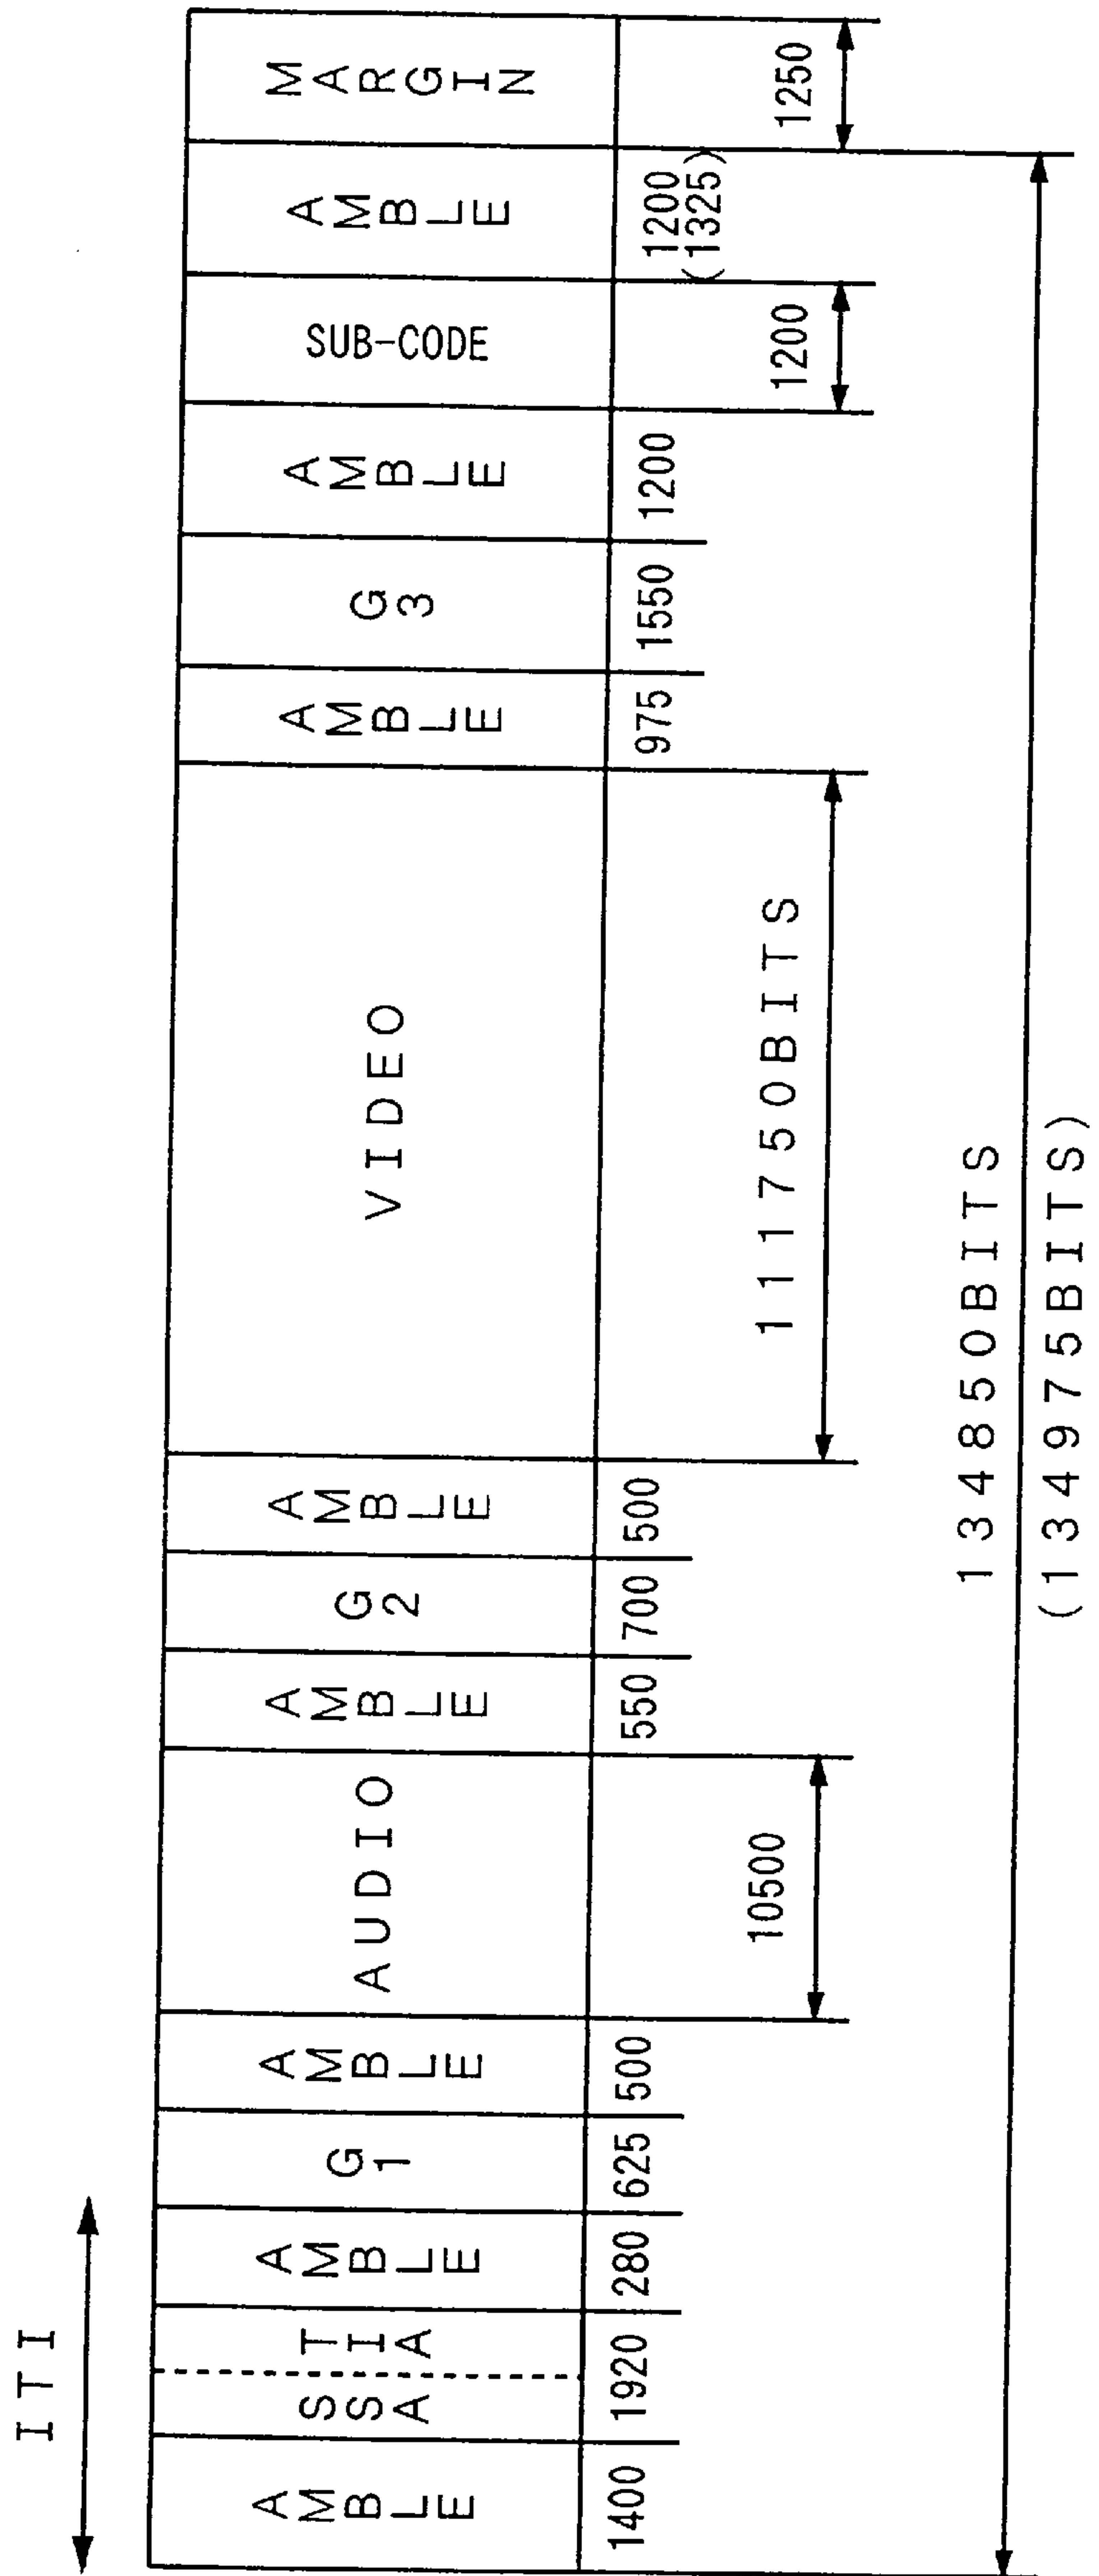 ITI
AMBLE
SSA
TIA
AMBLE
G1
AMBLE
AUDIO
AMBLE
G2
AMBLE
VIDEO
AMBLE
G3
AMBLE
SUB-CODE
AMBLE
MARGIN
1400
1920
280
625
500
550
700
500
975
1550
1200
1200
(1325)
10500
111750BITS
1200
1250
134850BITS
(134975BITS)